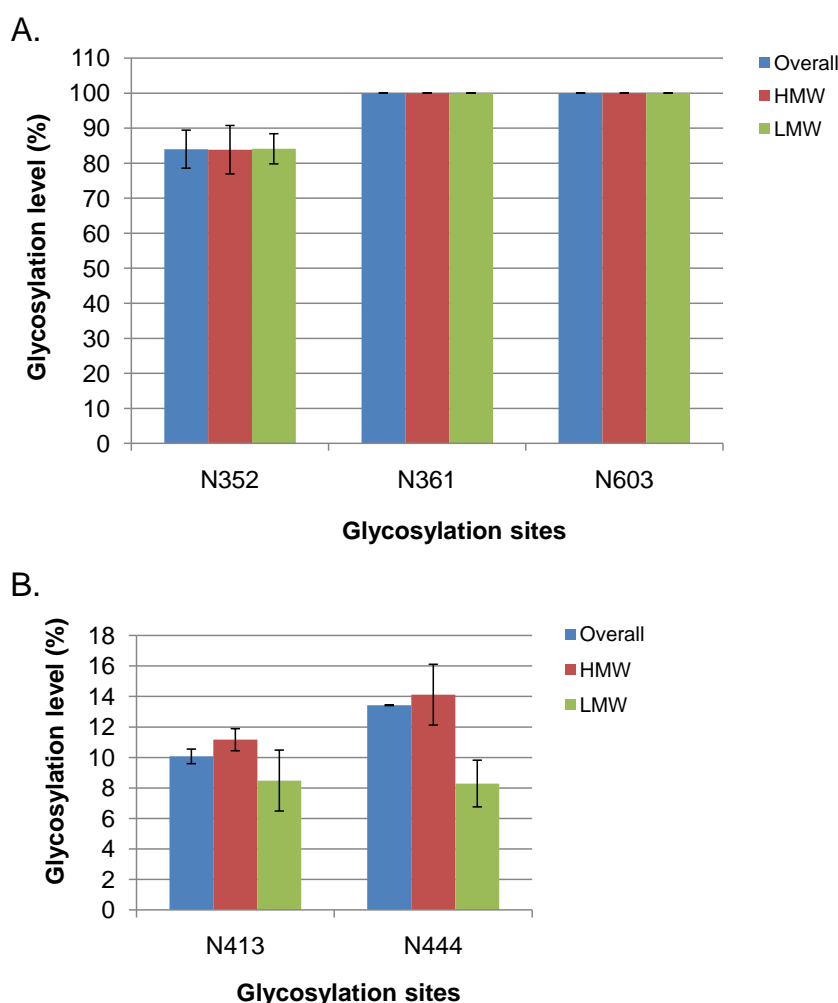 A.
110
100
90
80
70
60
50
40
30
20
10
0
Glycosylation level (%)
N352 N361 N603
Glycosylation sites
Overall
HMW
LMW
B.
18
16
14
12
10
8
6
4
2
0
Glycosylation level (%)
N413 N444
Glycosylation sites
Overall
HMW
LMW